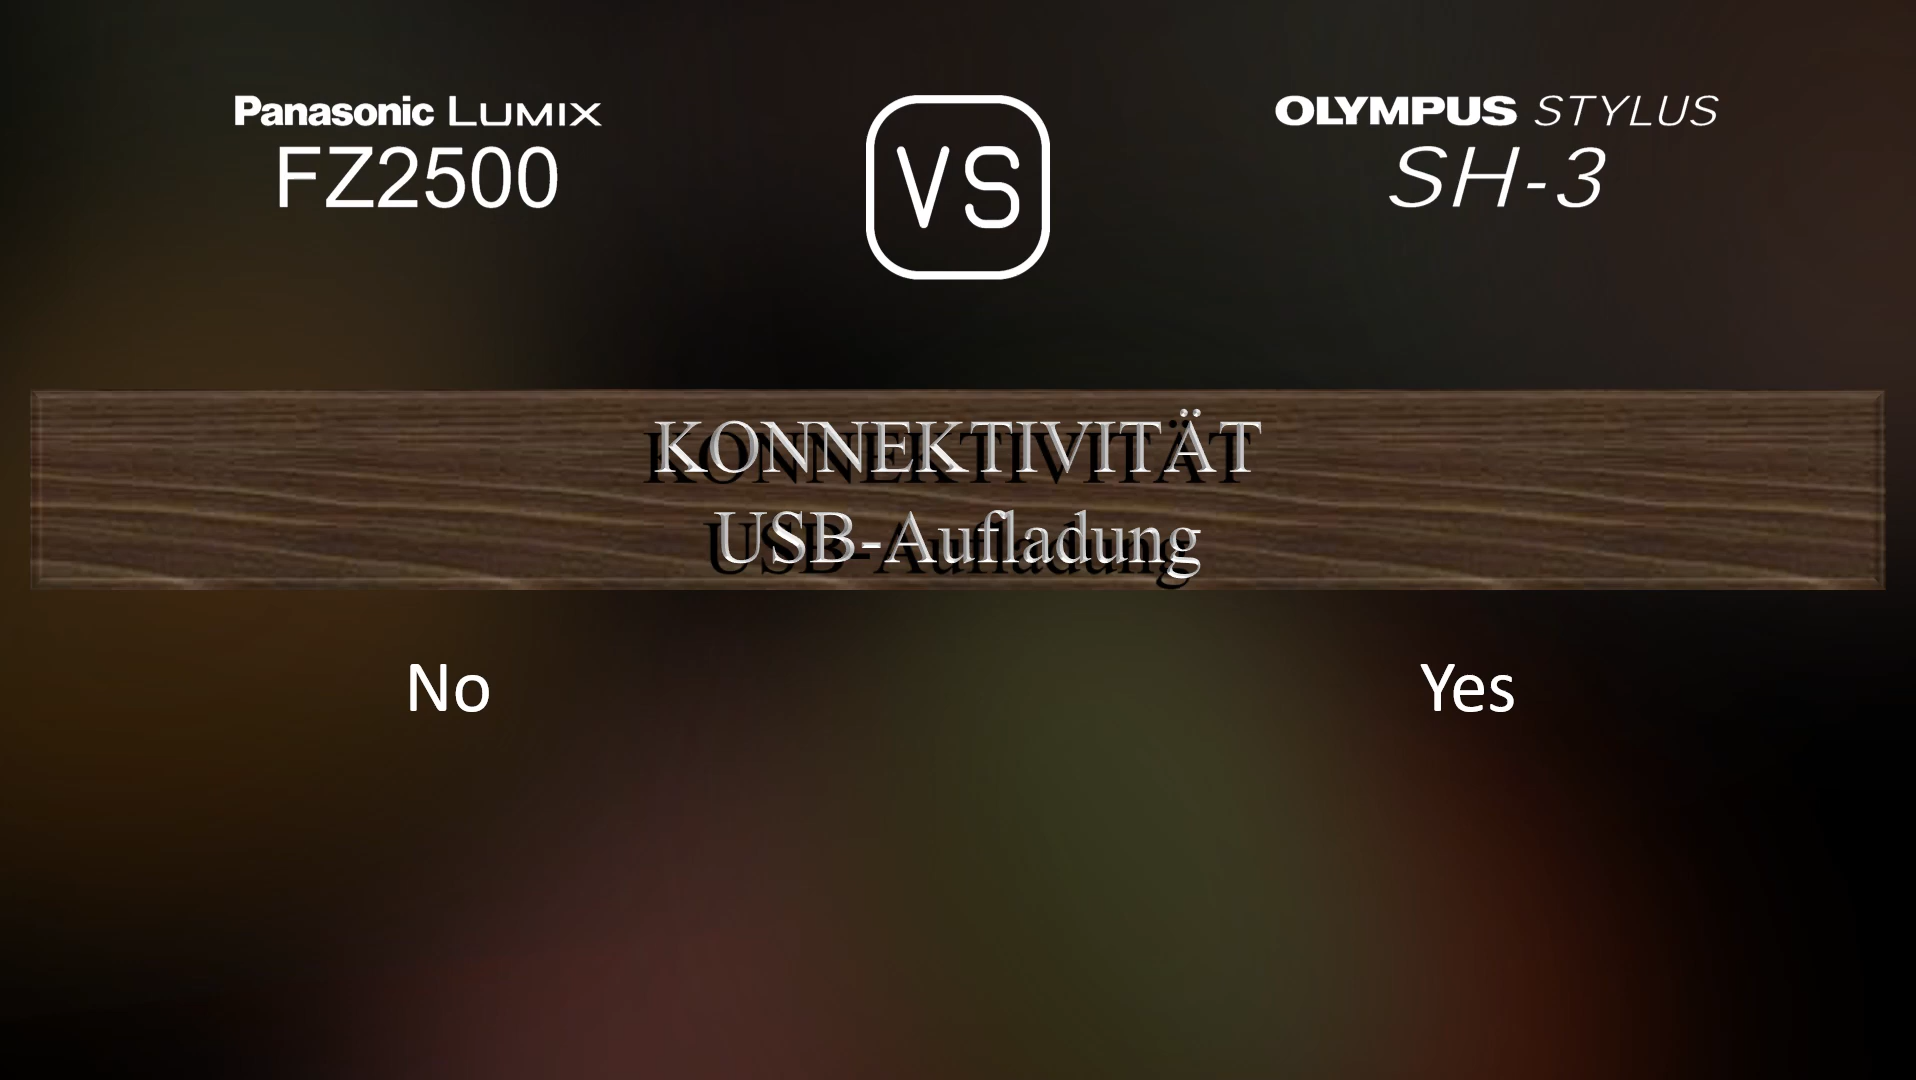 Panasonic LUMIX
FZ2500
VS
OLYMPUS STYLUS
SH-3
KONNEKTIVITÄT
USB-Aufladung
No
Yes